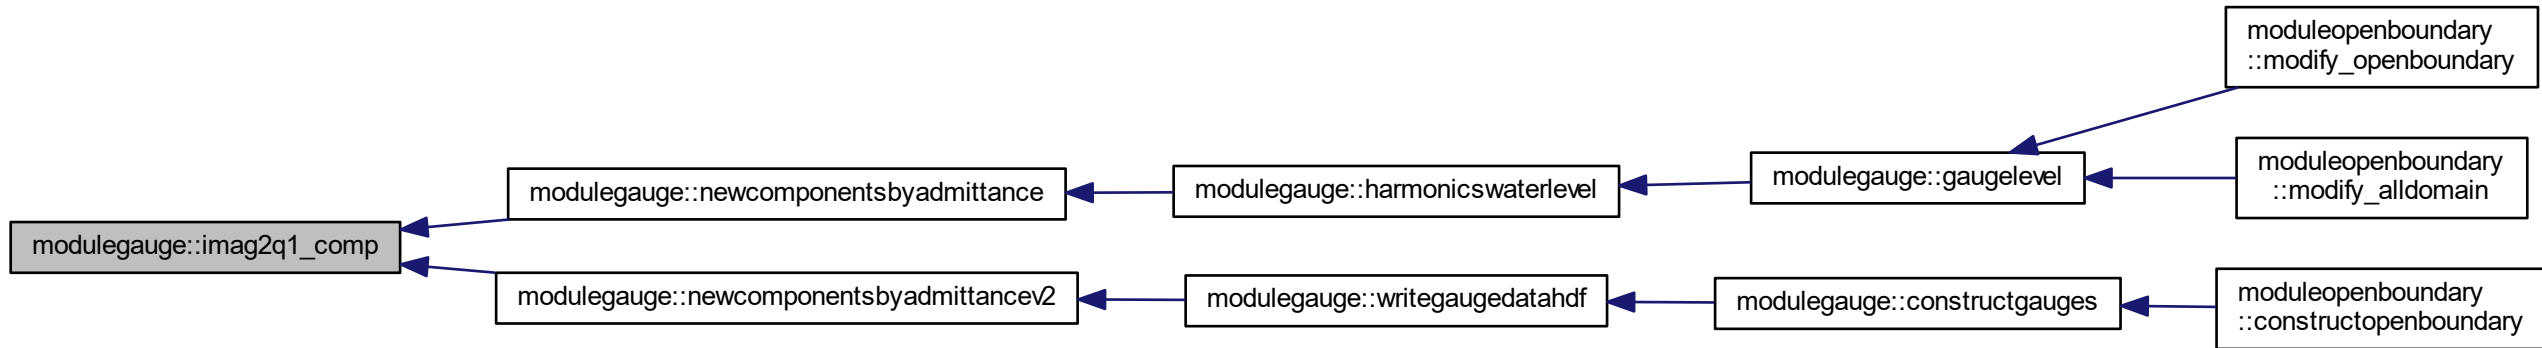 moduleopenboundary
::modify_openboundary
moduleopenboundary
::modify_alldomain
modulegauge::gaugelevel
modulegauge::newcomponentsbyadmittance
modulegauge::harmonicswaterlevel
modulegauge::imag2q1_comp
modulegauge::newcomponentsbyadmittancev2
modulegauge::writegaugedatahdf
modulegauge::constructgauges
moduleopenboundary
::constructopenboundary